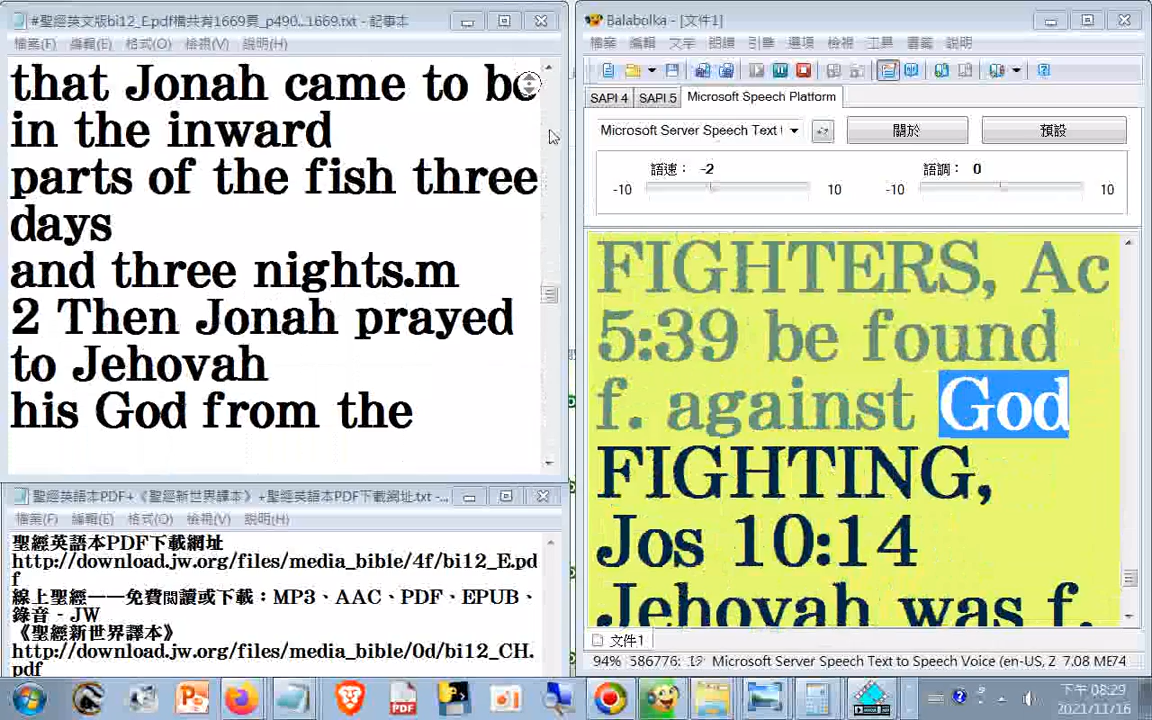 #聖經英文版bi12_E.pdf檔共有1669頁_p490...1669.txt - 記事本
檔案(F) 編輯(E) 格式(O) 檢視(V) 說明(H)
that Jonah came to be
in the inward
parts of the fish three
days
and three nights.m
2 Then Jonah prayed
to Jehovah
his God from the
聖經英語本PDF+《聖經新世界譯本》+聖經英語本PDF下載網址.txt - ...
檔案(F) 編輯(E) 格式(O) 檢視(V) 說明(H)
聖經英語本PDF下載網址
http://download.jw.org/files/media_bible/4f/bi12_E.pd
f
線上聖經——免費閱讀或下載：MP3、AAC、PDF、EPUB、
錄音 - JW
《聖經新世界譯本》
http://download.jw.org/files/media_bible/0d/bi12_CH.
pdf
Balabolka - [文件1]
檔案 編輯 文字 朗讀 引擎 選項 檢視 工具 書籤 說明
SAPI 4 SAPI 5 Microsoft Speech Platform
Microsoft Server Speech Text 關於 預設
語速： -2 語調： 0
-10 10 -10 10
FIGHTERS, Ac
5:39 be found
f. against God
FIGHTING,
Jos 10:14
Jehovah was f.
文件1
94% 586776: Microsoft Server Speech Text to Speech Voice (en-US, Z 7.08 ME74
PDF
下午 08:29
2021/11/16